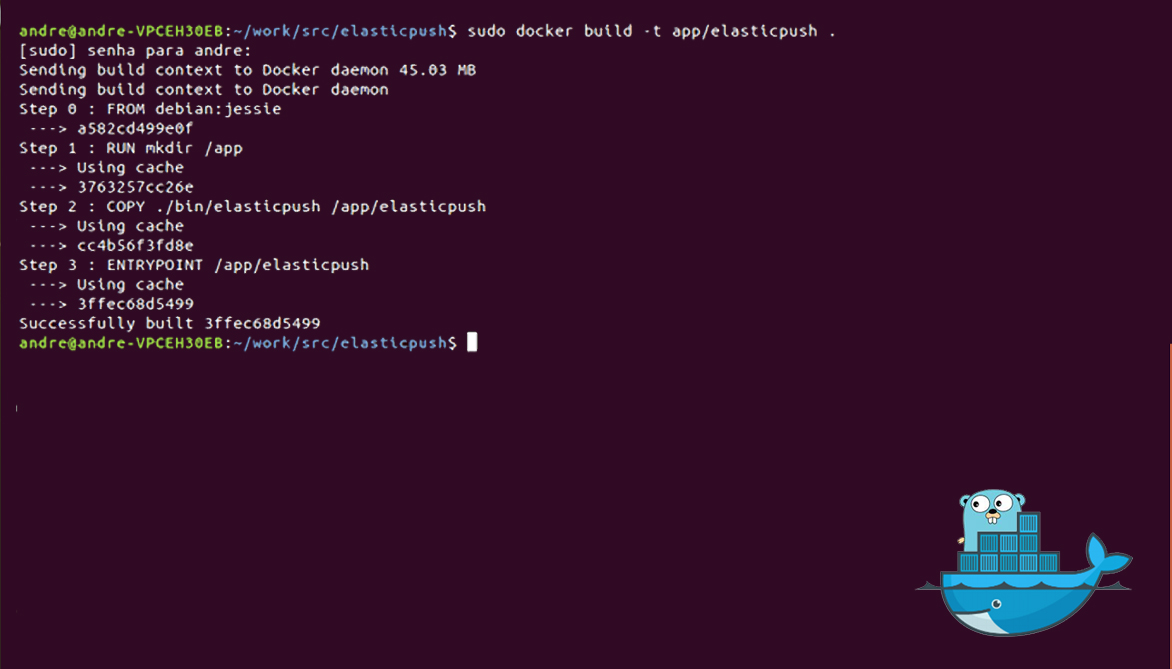 andre@andre-VPCEH30EB:~/work/src/elasticpush$ sudo docker build -t app/elasticpush .
[sudo] senha para andre:
Sending build context to Docker daemon 45.03 MB
Sending build context to Docker daemon
Step 0 : FROM debian:jessie
 ---> a582cd499e0f
Step 1 : RUN mkdir /app
 ---> Using cache
 ---> 3763257cc26e
Step 2 : COPY ./bin/elasticpush /app/elasticpush
 ---> Using cache
 ---> cc4b56f3fd8e
Step 3 : ENTRYPOINT /app/elasticpush
 ---> Using cache
 ---> 3ffec68d5499
Successfully built 3ffec68d5499
andre@andre-VPCEH30EB:~/work/src/elasticpush$